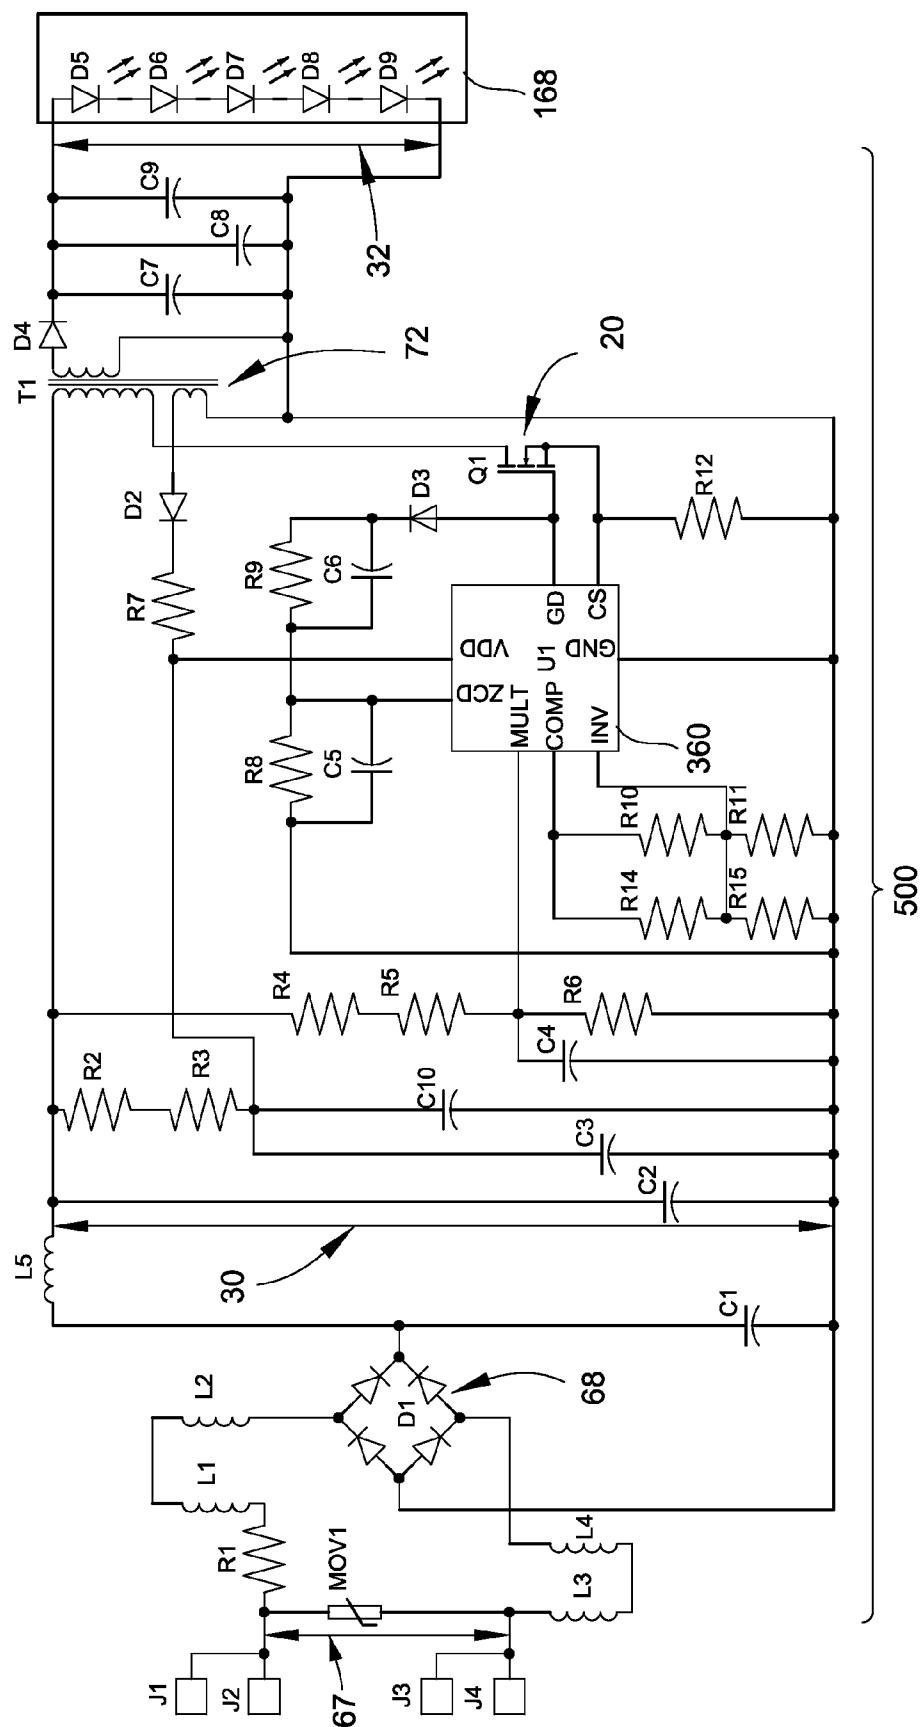 D5
D6
D7
D8
D9
168
C9
C8
C7
32
D4
T1
72
20
D2
R7
R9
C6
D3
Q1
R12
VDD
ZCD
GD
CS
U1
GND
MULT
COMP
INV
360
R8
C5
R10
R11
R14
R15
500
R4
R5
R6
C4
R2
R3
C10
C3
C2
L5
30
C1
L2
L1
D1
68
R1
MOV1
L4
L3
J1
J2
67
J3
J4